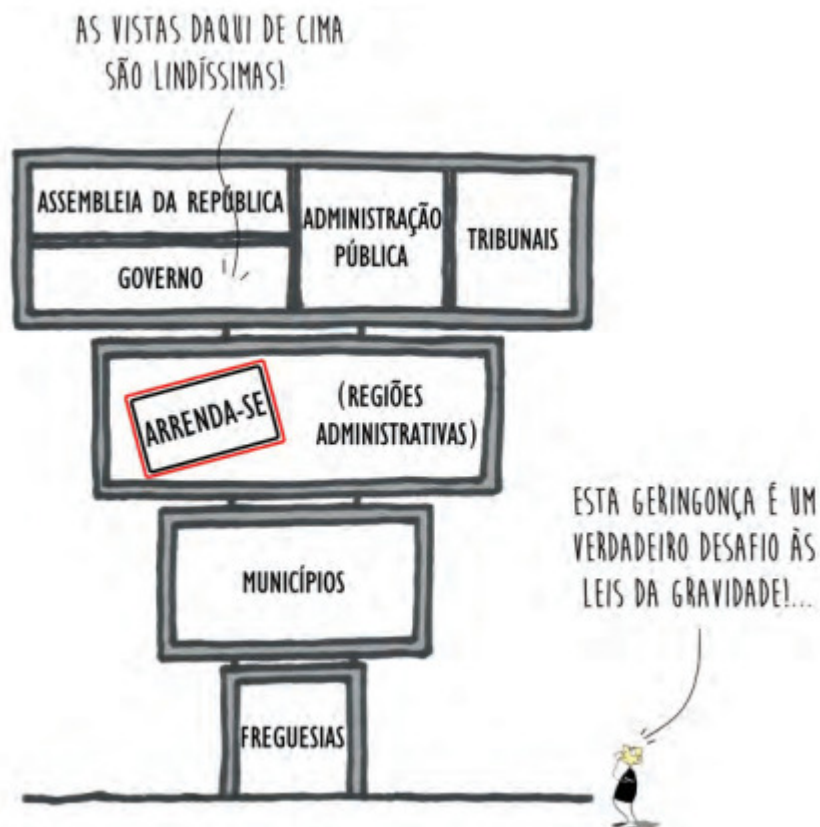 AS VISTAS DAQUI DE CIMA
SÃO LINDÍSSIMAS!
ASSEMBLEIA DA REPÚBLICA
GOVERNO
ADMINISTRAÇÃO
PÚBLICA
TRIBUNAIS
ARRENDA-SE
(REGIÕES
ADMINISTRATIVAS)
MUNICÍPIOS
FREGUESIAS
ESTA GERINGONÇA É UM
VERDADEIRO DESAFIO ÀS
LEIS DA GRAVIDADE!...